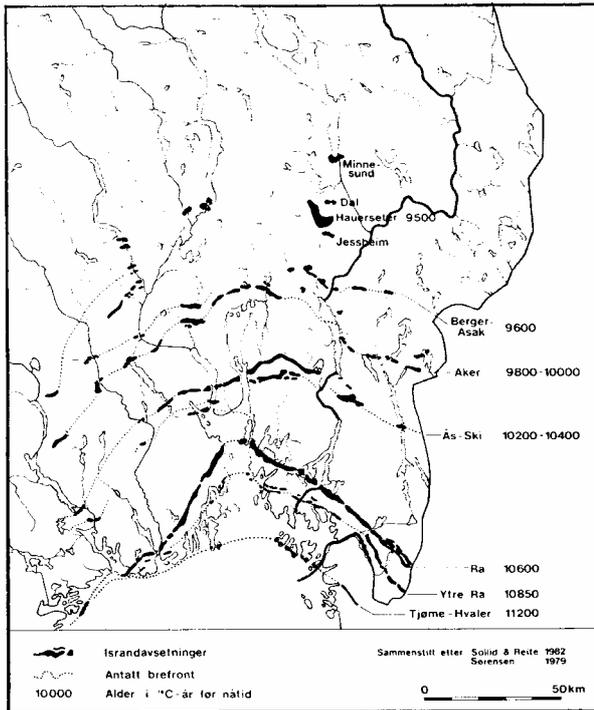 Minne-
sund
Dal
Hauerseter 9500
Jessheim
Berger-
Asak 9600
Aker 9800-10000
Ås-Ski 10200-10400
Ra 10600
Ytre Ra 10850
Tjøme-Hvaler 11200
Israndavsetninger
Antatt brefront
10000 Alder i ¹⁴C-år før nåtid
Sammenstilt etter Sollid & Reite 1982
Sørensen 1979
0 50km